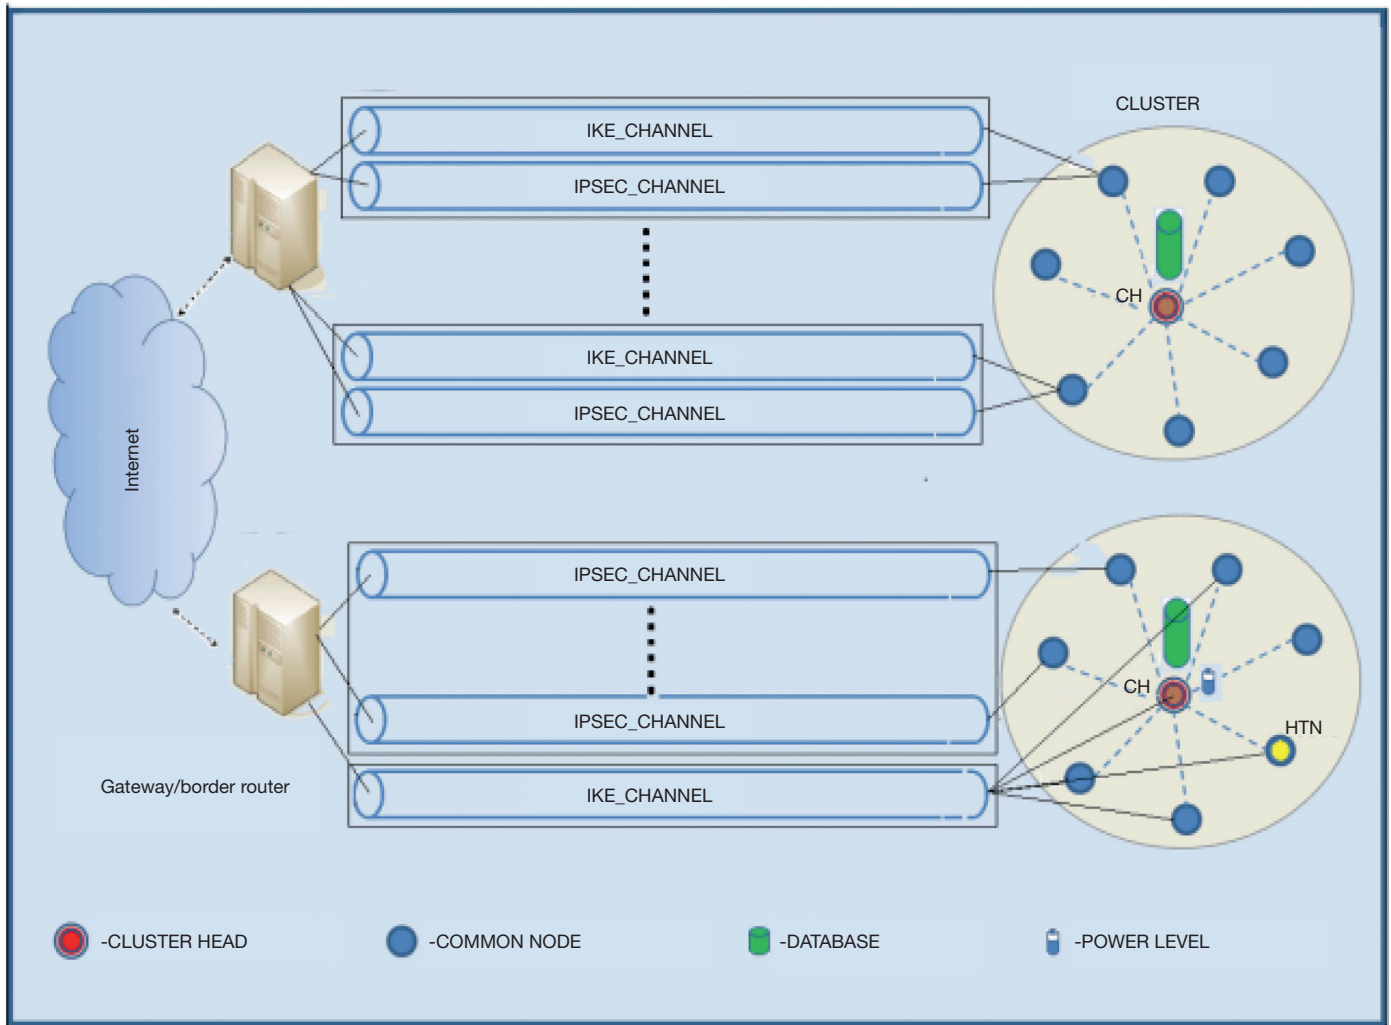 CLUSTER
IKE_CHANNEL
IPSEC_CHANNEL
CH
IKE_CHANNEL
IPSEC_CHANNEL
Internet
IPSEC_CHANNEL
CH
IPSEC_CHANNEL
HTN
Gateway/border router
IKE_CHANNEL
-CLUSTER HEAD
-COMMON NODE
-DATABASE
-POWER LEVEL